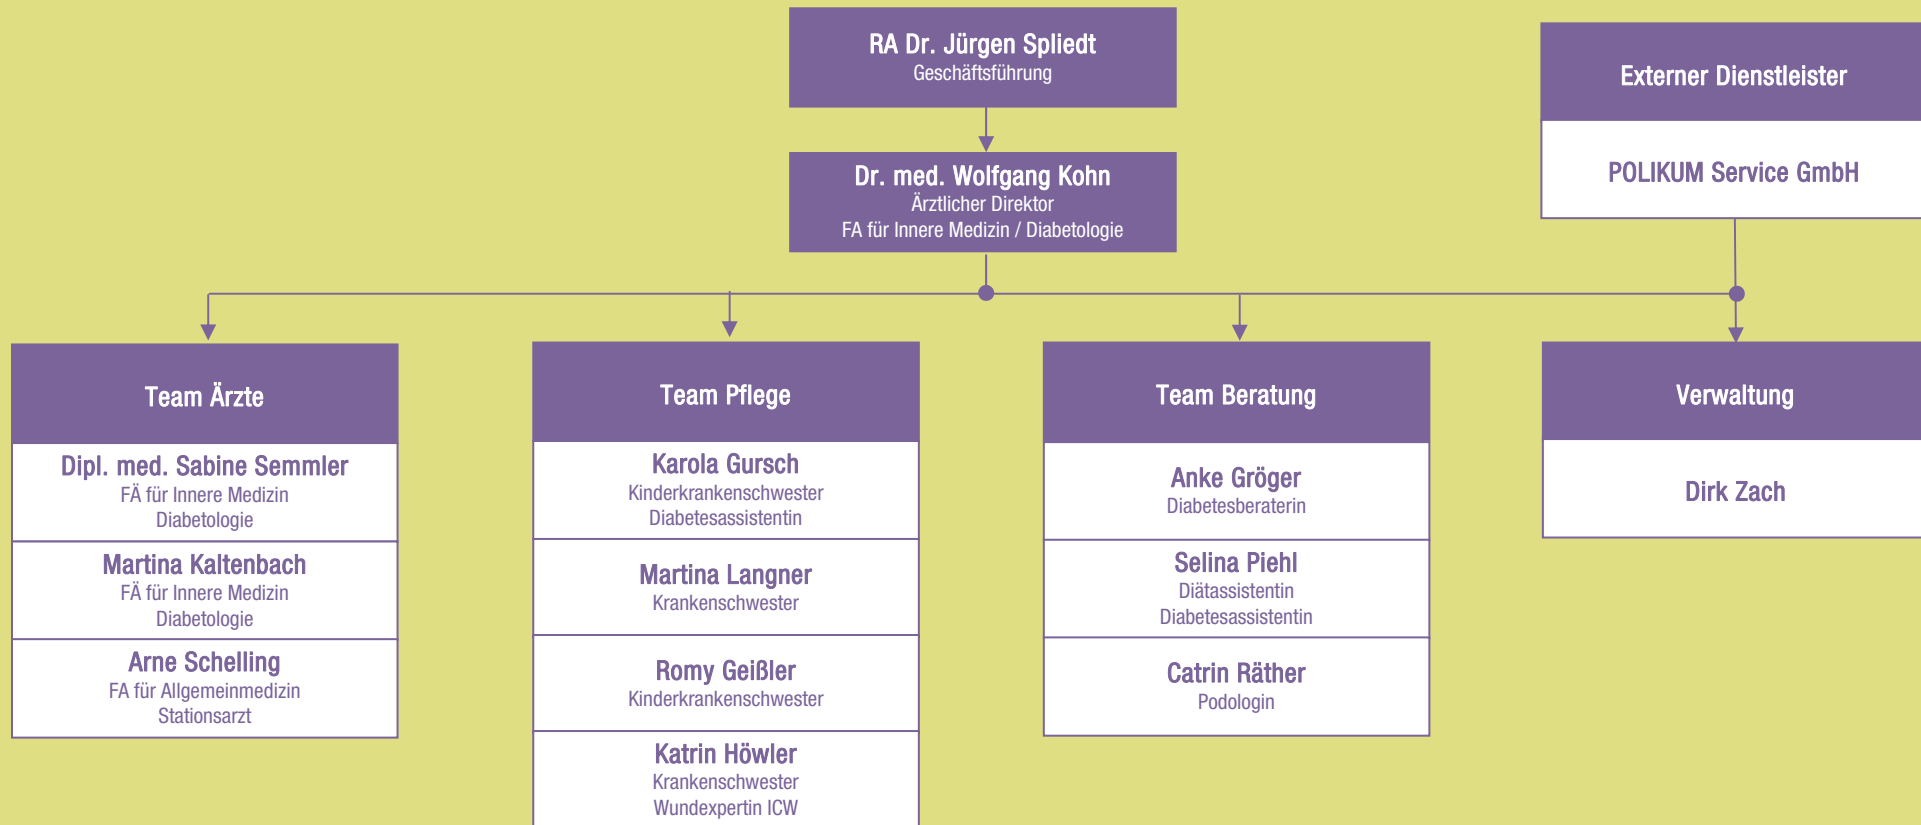 RA Dr. Jürgen Spliedt
Geschäftsführung
Externer Dienstleister
POLIKUM Service GmbH
Dr. med. Wolfgang Kohn
Ärztlicher Direktor
FA für Innere Medizin / Diabetologie
Team Ärzte
Dipl. med. Sabine Semmler
FÄ für Innere Medizin
Diabetologie
Martina Kaltenbach
FÄ für Innere Medizin
Diabetologie
Arne Schelling
FA für Allgemeinmedizin
Stationsarzt
Team Pflege
Karola Gursch
Kinderkrankenschwester
Diabetesassistentin
Martina Langner
Krankenschwester
Romy Geißler
Kinderkrankenschwester
Katrin Höwler
Krankenschwester
Wundexpertin ICW
Team Beratung
Anke Gröger
Diabetesberaterin
Selina Piehl
Diätassistentin
Diabetesassistentin
Catrin Räther
Podologin
Verwaltung
Dirk Zach